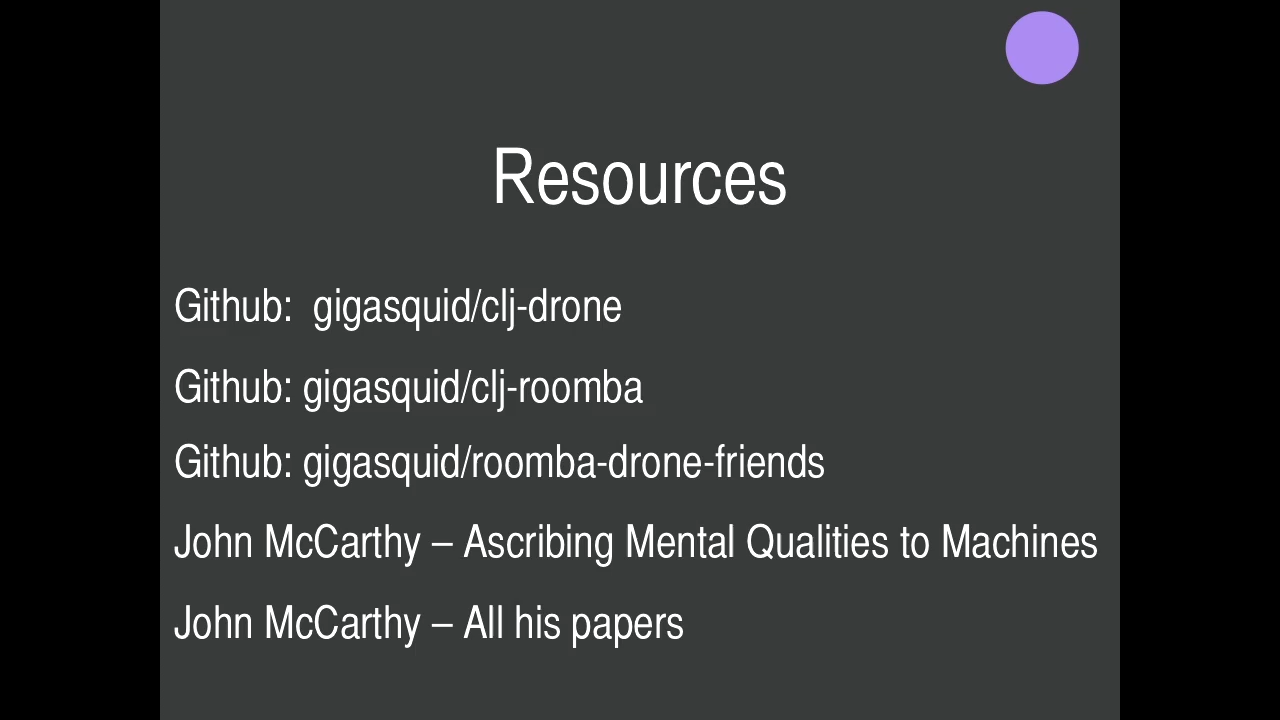 Resources
Github:  gigasquid/clj-drone
Github: gigasquid/clj-roomba
Github: gigasquid/roomba-drone-friends
John McCarthy – Ascribing Mental Qualities to Machines
John McCarthy – All his papers